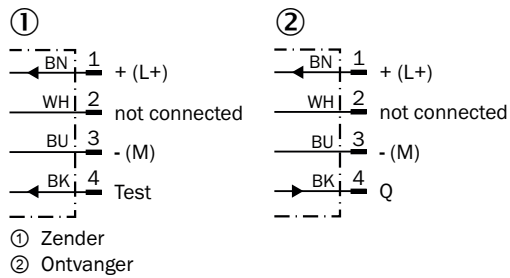 ① ②
BN 1 + (L+) BN 1 + (L+)
WH 2 not connected WH 2 not connected
BU 3 - (M) BU 3 - (M)
BK 4 Test BK 4 Q
① Zender
② Ontvanger